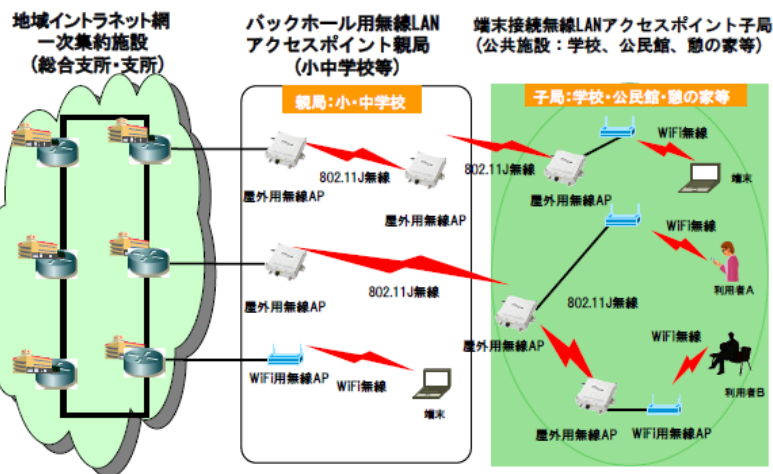 地域イントラネット網
一次集約施設
(総合支所・支所)
バックホール用無線LAN
アクセスポイント親局
(小中学校等)
端末接続無線LANアクセスポイント子局
(公共施設：学校、公民館、憩の家等)
親局:小・中学校
子局:学校・公民館・憩の家等
802.11J無線
屋外用無線AP
屋外用無線AP
802.11J無線
屋外用無線AP
WiFi無線
端末
屋外用無線AP
802.11J無線
WiFi無線
利用者A
802.11J無線
屋外用無線AP
WiFi用無線AP
WiFi無線
端末
WiFi無線
利用者B
屋外用無線AP
WiFi用無線AP